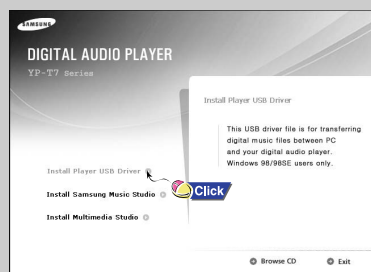 SAMSUNG
DIGITAL AUDIO PLAYER
YP-T7 Series
Install Player USB Driver
This USB driver file is for transferring
digital music files between PC
and your digital audio player.
Windows 98/98SE users only.
Install Player USB Driver
Click
Install Samsung Music Studio
Install Multimedia Studio
Browse CD
Exit